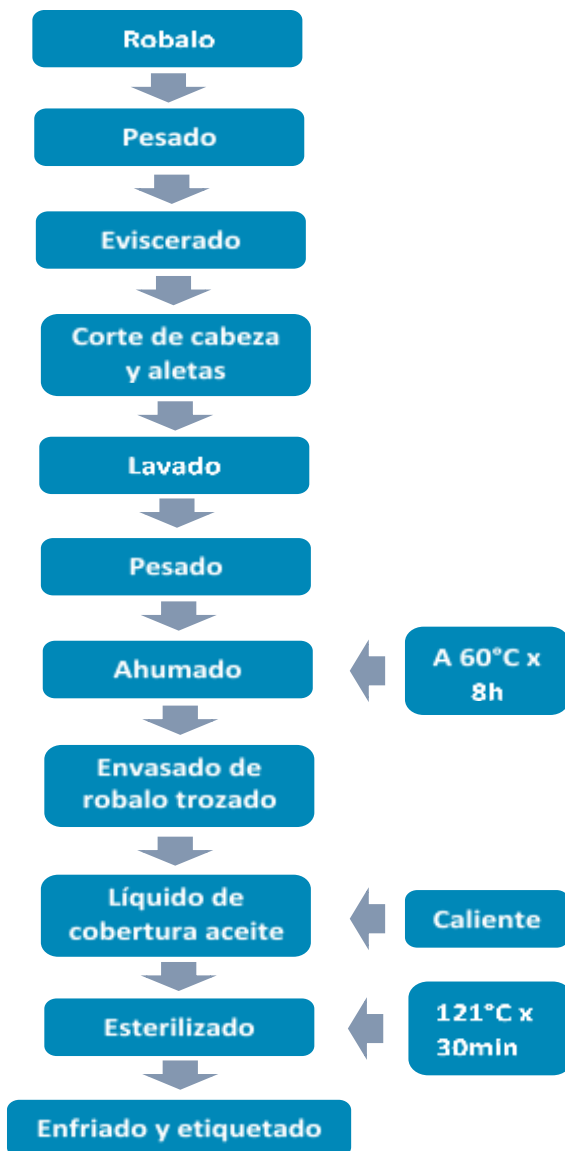 Robalo
Pesado
Eviscerado
Corte de cabeza
y aletas
Lavado
Pesado
Ahumado
A 60°C x
8h
Envasado de
robalo trozado
Líquido de
cobertura aceite
Caliente
Esterilizado
121°C x
30min
Enfriado y etiquetado